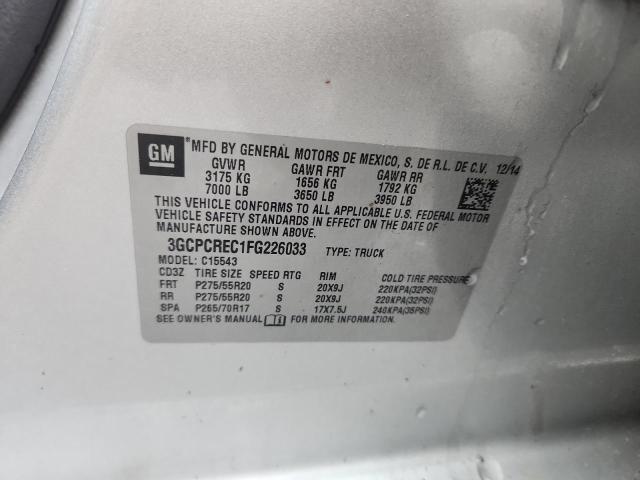 GM *MFD BY GENERAL MOTORS DE MEXICO, S. DE R.L. DE C.V. 12/14
GVWR GAWR FRT GAWR RR
3175 KG 1656 KG 1792 KG
7000 LB 3650 LB 3950 LB
THIS VEHICLE CONFORMS TO ALL APPLICABLE U.S. FEDERAL MOTOR
VEHICLE SAFETY STANDARDS IN EFFECT ON THE DATE OF
MANUFACTURE SHOWN ABOVE.
3GCPCREC1FG226033 TYPE: TRUCK
MODEL: C15543
CD3Z TIRE SIZE SPEED RTG RIM COLD TIRE PRESSURE
FRT P275/55R20 S 20X9J 220KPA(32PSI)
RR P275/55R20 S 20X9J 220KPA(32PSI)
SPA P265/70R17 S 17X7.5J 240KPA(35PSI)
SEE OWNER'S MANUAL FOR MORE INFORMATION.